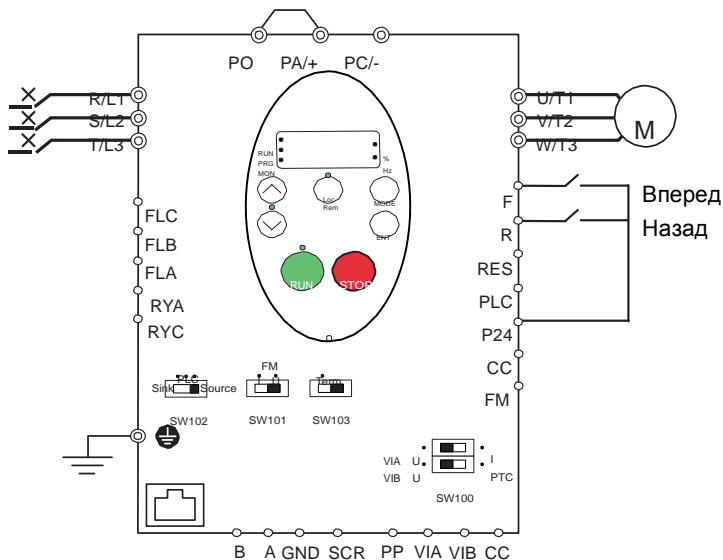 PO PA/+ PC/-
R/L1 U/T1
S/L2 V/T2
T/L3 W/T3
M
RUN
PRG
MON
%
Hz
Loc
Rem
MODE
ENT
RUN STOP
FLC
FLB
FLA
RYA
RYC
F Вперед
R Назад
RES
PLC
P24
CC
FM
PLC
Sink Source
SW102
FM
I U
SW101
Term
SW103
VIA U I
VIB U PTC
SW100
B A GND SCR PP VIA VIB CC